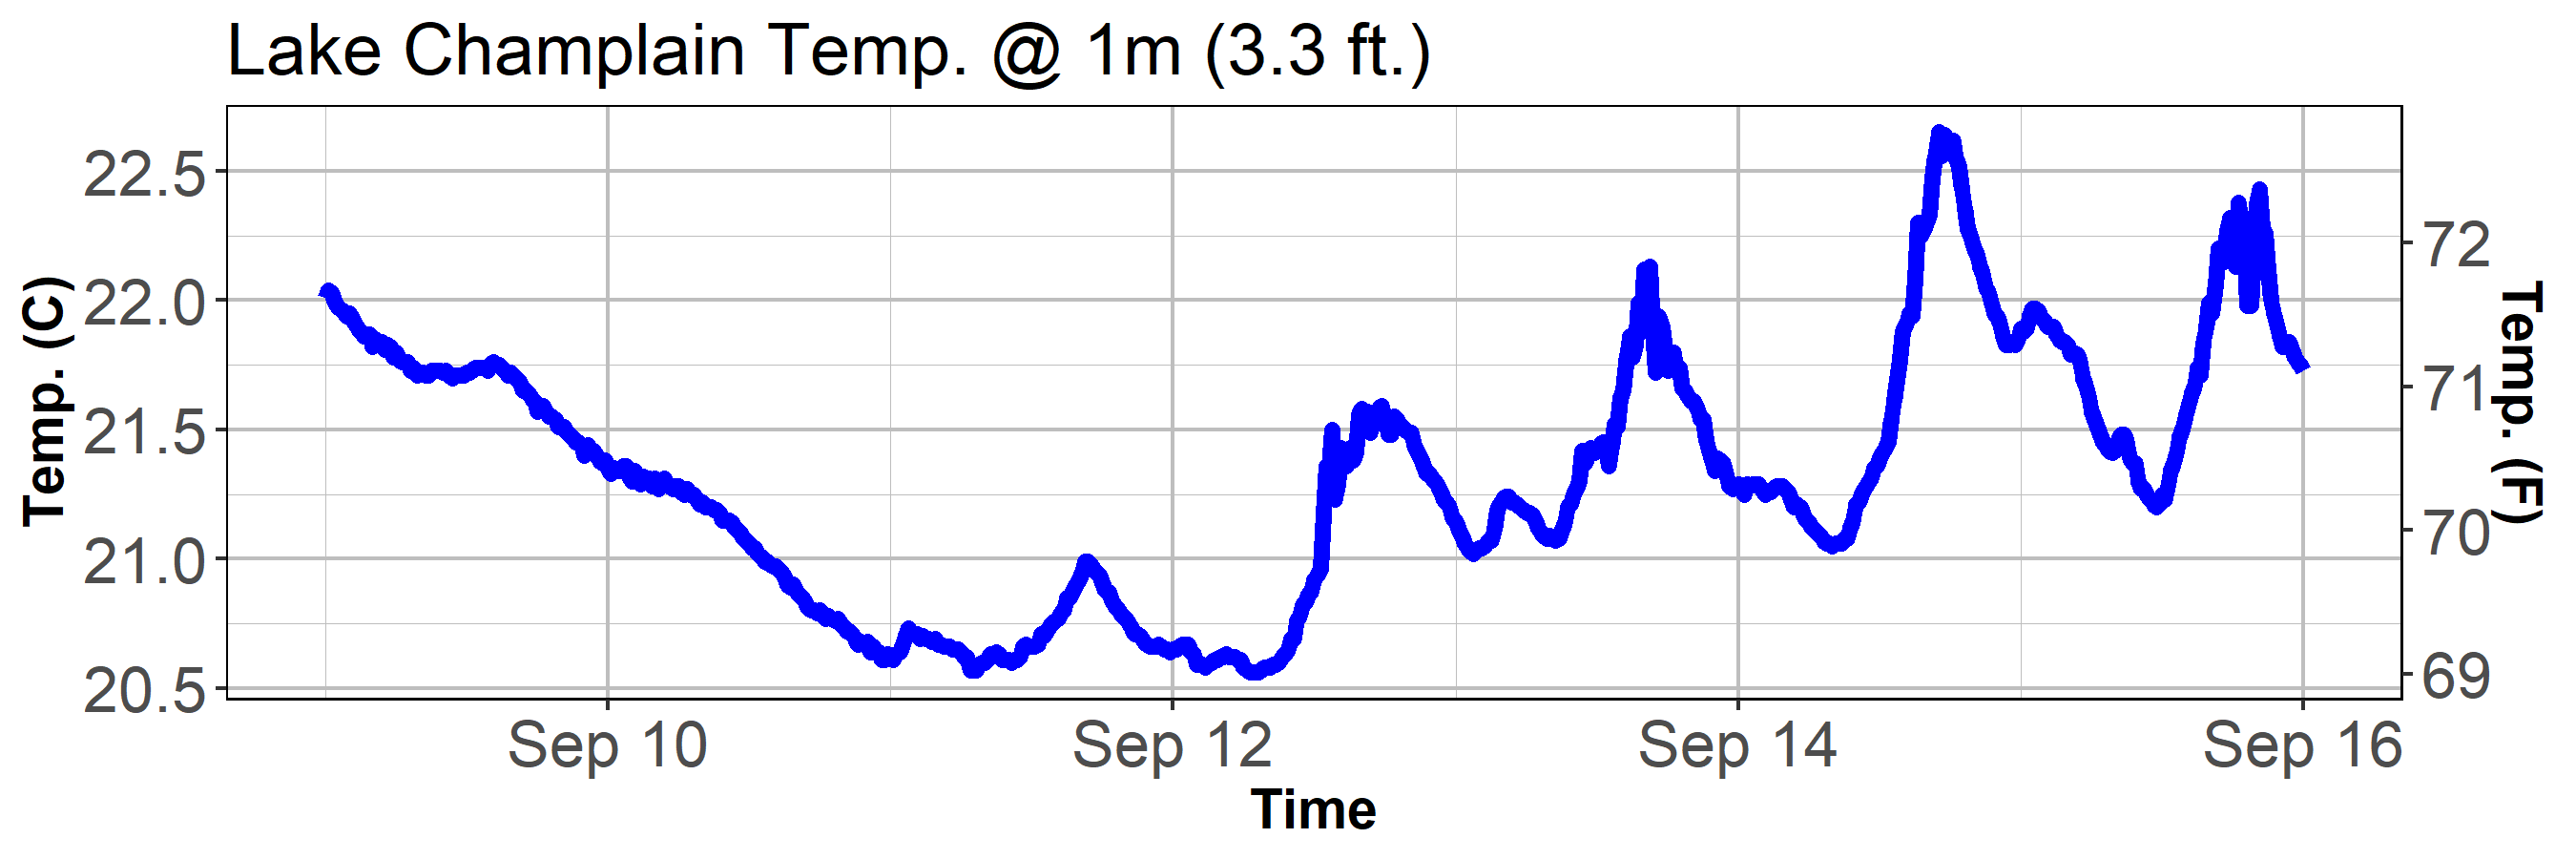 Lake Champlain Temp. @ 1m (3.3 ft.)
Temp. (C)
22.5
22.0
21.5
21.0
20.5
72
71
70
69
Temp. (F)
Sep 10 Sep 12 Sep 14 Sep 16
Time